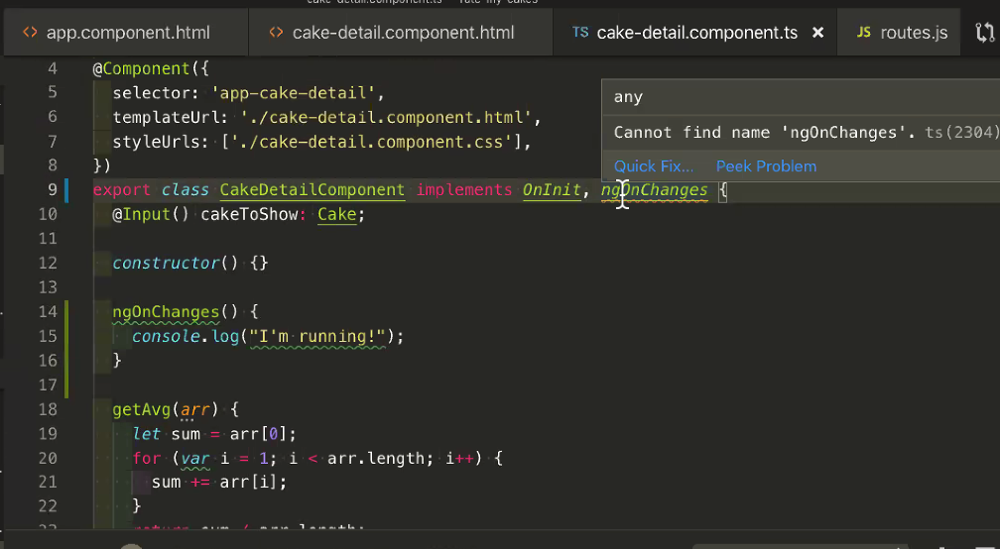 cake-detail.component.ts — rate-my-cakes
<> app.component.html <> cake-detail.component.html TS cake-detail.component.ts × JS routes.js
4 @Component({
5 selector: 'app-cake-detail',
6 templateUrl: './cake-detail.component.html',
7 styleUrls: ['./cake-detail.component.css'],
8 })
any
Cannot find name 'ngOnChanges'. ts(2304)
Quick Fix... Peek Problem
9 export class CakeDetailComponent implements OnInit, ngOnChanges {
10 @Input() cakeToShow: Cake;
11
12 constructor() {}
13
14 ngOnChanges() {
15 console.log("I'm running!");
16 }
17
18 getAvg(arr) {
19 let sum = arr[0];
20 for (var i = 1; i < arr.length; i++) {
21 sum += arr[i];
22 }
23 return sum / arr.length;